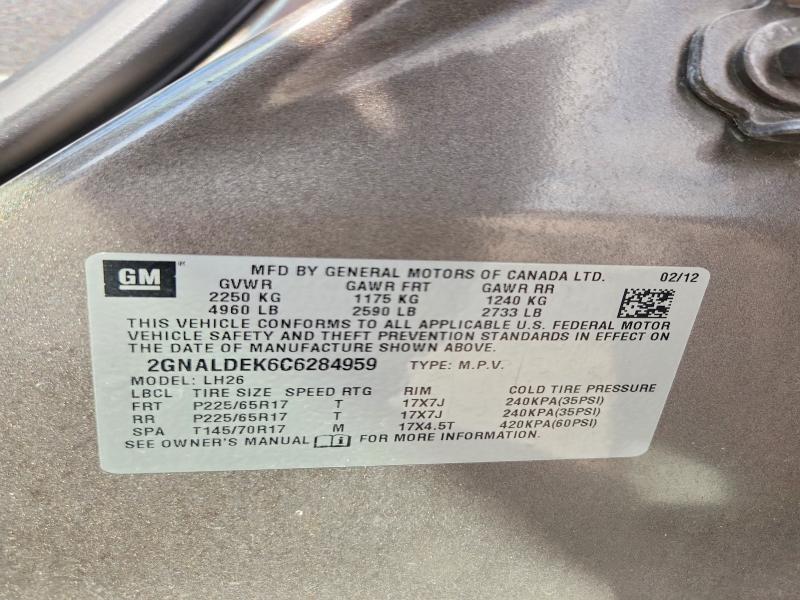 GM
MFD BY GENERAL MOTORS OF CANADA LTD. 02/12
GVWR GAWR FRT GAWR RR
2250 KG 1175 KG 1240 KG
4960 LB 2590 LB 2733 LB
THIS VEHICLE CONFORMS TO ALL APPLICABLE U.S. FEDERAL MOTOR
VEHICLE SAFETY AND THEFT PREVENTION STANDARDS IN EFFECT ON
THE DATE OF MANUFACTURE SHOWN ABOVE.
2GNALDEK6C6284959 TYPE: M.P.V.
MODEL: LH26
LBCL TIRE SIZE SPEED RTG RIM COLD TIRE PRESSURE
FRT P225/65R17 T 17X7J 240KPA(35PSI)
RR P225/65R17 T 17X7J 240KPA(35PSI)
SPA T145/70R17 M 17X4.5T 420KPA(60PSI)
SEE OWNER'S MANUAL FOR MORE INFORMATION.